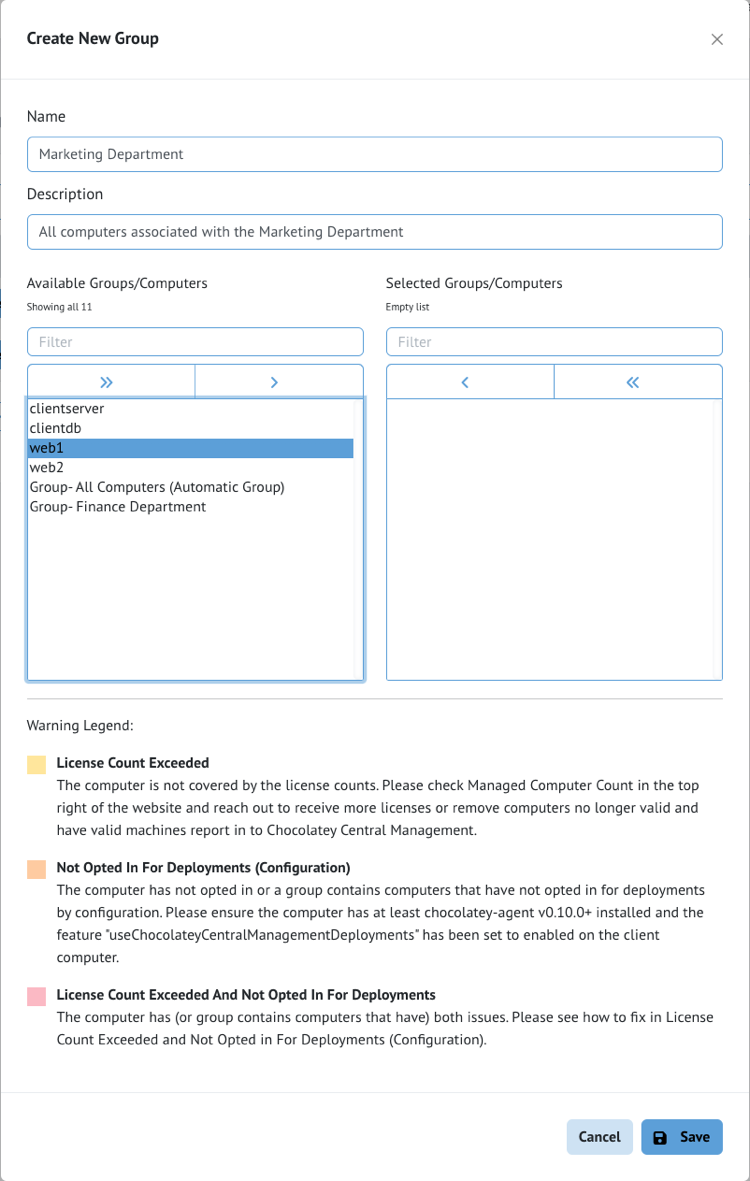 Create New Group
Name
Marketing Department
Description
All computers associated with the Marketing Department
Available Groups/Computers
Showing all 11
Filter
clientserver
clientdb
web1
web2
Group- All Computers (Automatic Group)
Group- Finance Department
Selected Groups/Computers
Empty list
Filter
Warning Legend:
License Count Exceeded
The computer is not covered by the license counts. Please check Managed Computer Count in the top
right of the website and reach out to receive more licenses or remove computers no longer valid and
have valid machines report in to Chocolatey Central Management.
Not Opted In For Deployments (Configuration)
The computer has not opted in or a group contains computers that have not opted in for deployments
by configuration. Please ensure the computer has at least chocolatey-agent v0.10.0+ installed and the
feature "useChocolateyCentralManagementDeployments" has been set to enabled on the client
computer.
License Count Exceeded And Not Opted In For Deployments
The computer has (or group contains computers that have) both issues. Please see how to fix in License
Count Exceeded and Not Opted in For Deployments (Configuration).
Cancel
Save